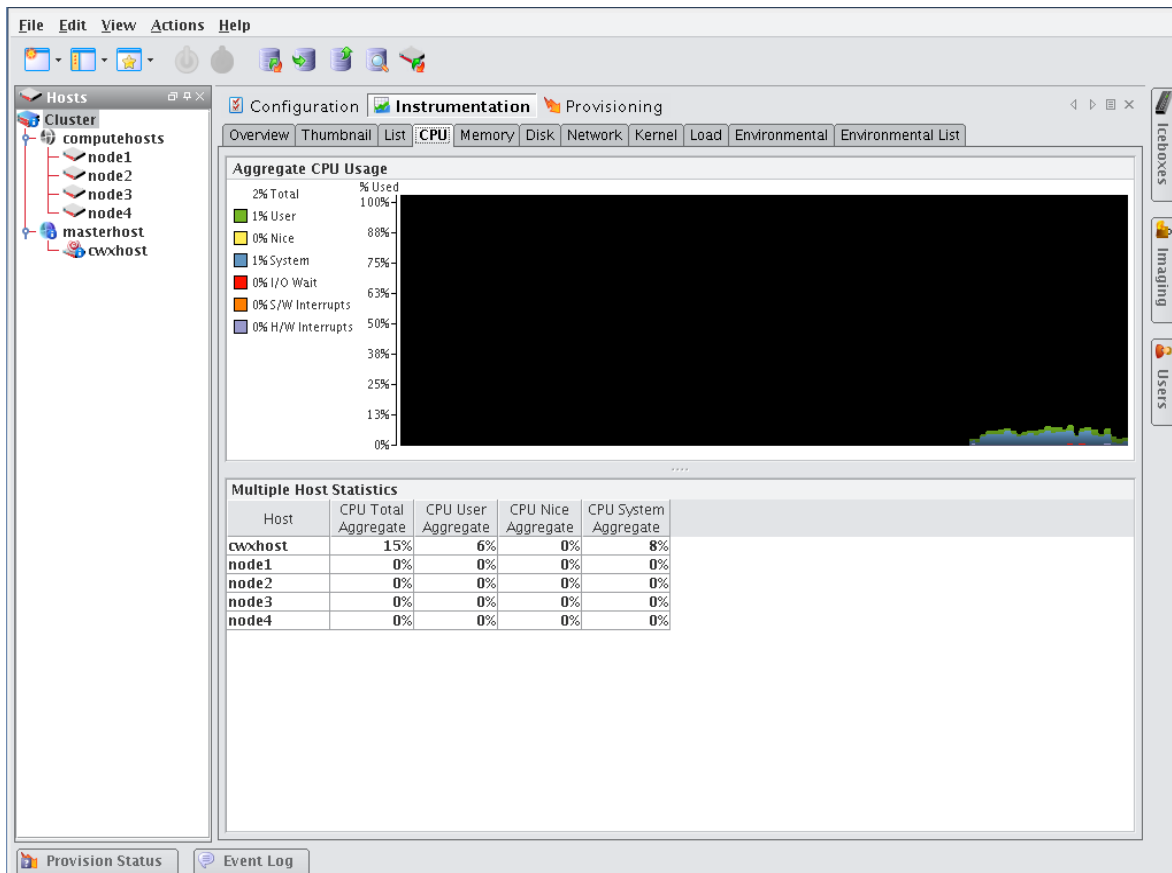 File Edit View Actions Help
Hosts
Cluster
computehosts
node1
node2
node3
node4
masterhost
cwxhost
Configuration Instrumentation Provisioning
Overview Thumbnail List CPU Memory Disk Network Kernel Load Environmental Environmental List
Aggregate CPU Usage
2% Total
1% User
0% Nice
1% System
0% I/O Wait
0% S/W Interrupts
0% H/W Interrupts
% Used
100%
88%
75%
63%
50%
38%
25%
13%
0%
Multiple Host Statistics
Host CPU Total Aggregate CPU User Aggregate CPU Nice Aggregate CPU System Aggregate
cwxhost 15% 6% 0% 8%
node1 0% 0% 0% 0%
node2 0% 0% 0% 0%
node3 0% 0% 0% 0%
node4 0% 0% 0% 0%
Iceboxes
Imaging
Users
Provision Status Event Log